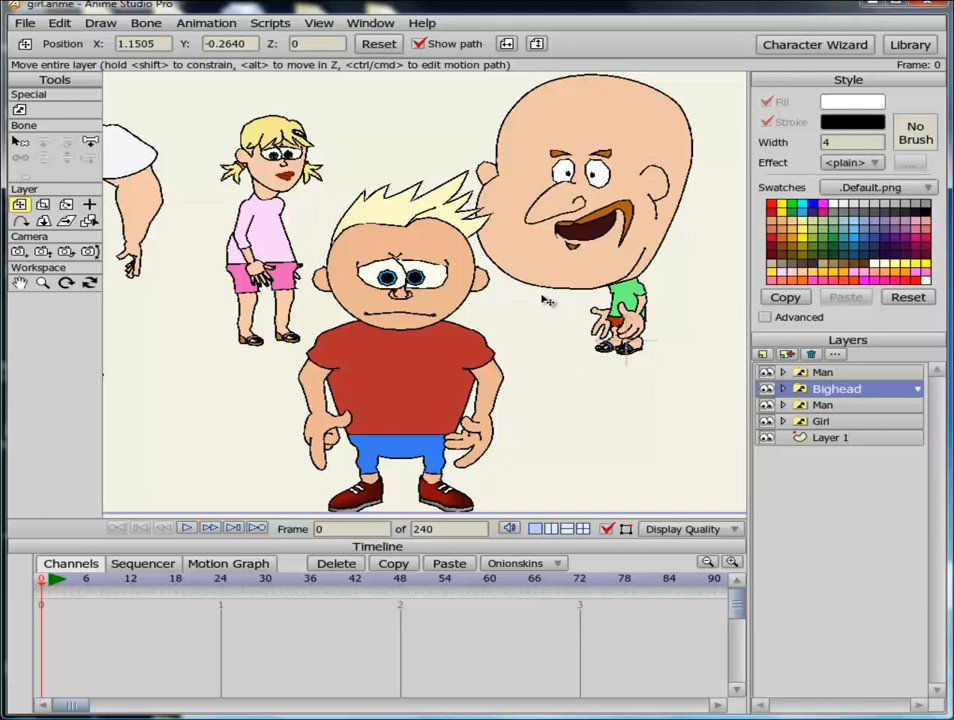 girl.anme - Anime Studio Pro
File Edit Draw Bone Animation Scripts View Window Help
Position X: 1.1505 Y: -0.2640 Z: 0 Reset Show path Character Wizard Library
Move entire layer (hold <shift> to constrain, <alt> to move in Z, <ctrl/cmd> to edit motion path) Frame: 0
Tools
Special
Bone
Layer
Camera
Workspace
Style
Fill
Stroke
No Brush
Width 4
Effect <plain>
Swatches .Default.png
Copy Paste Reset
Advanced
Layers
Man
Bighead
Man
Girl
Layer 1
Frame 0 of 240 Display Quality
Timeline
Channels Sequencer Motion Graph Delete Copy Paste Onionskins
0 6 12 18 24 30 36 42 48 54 60 66 72 78 84 90
0 1 2 3